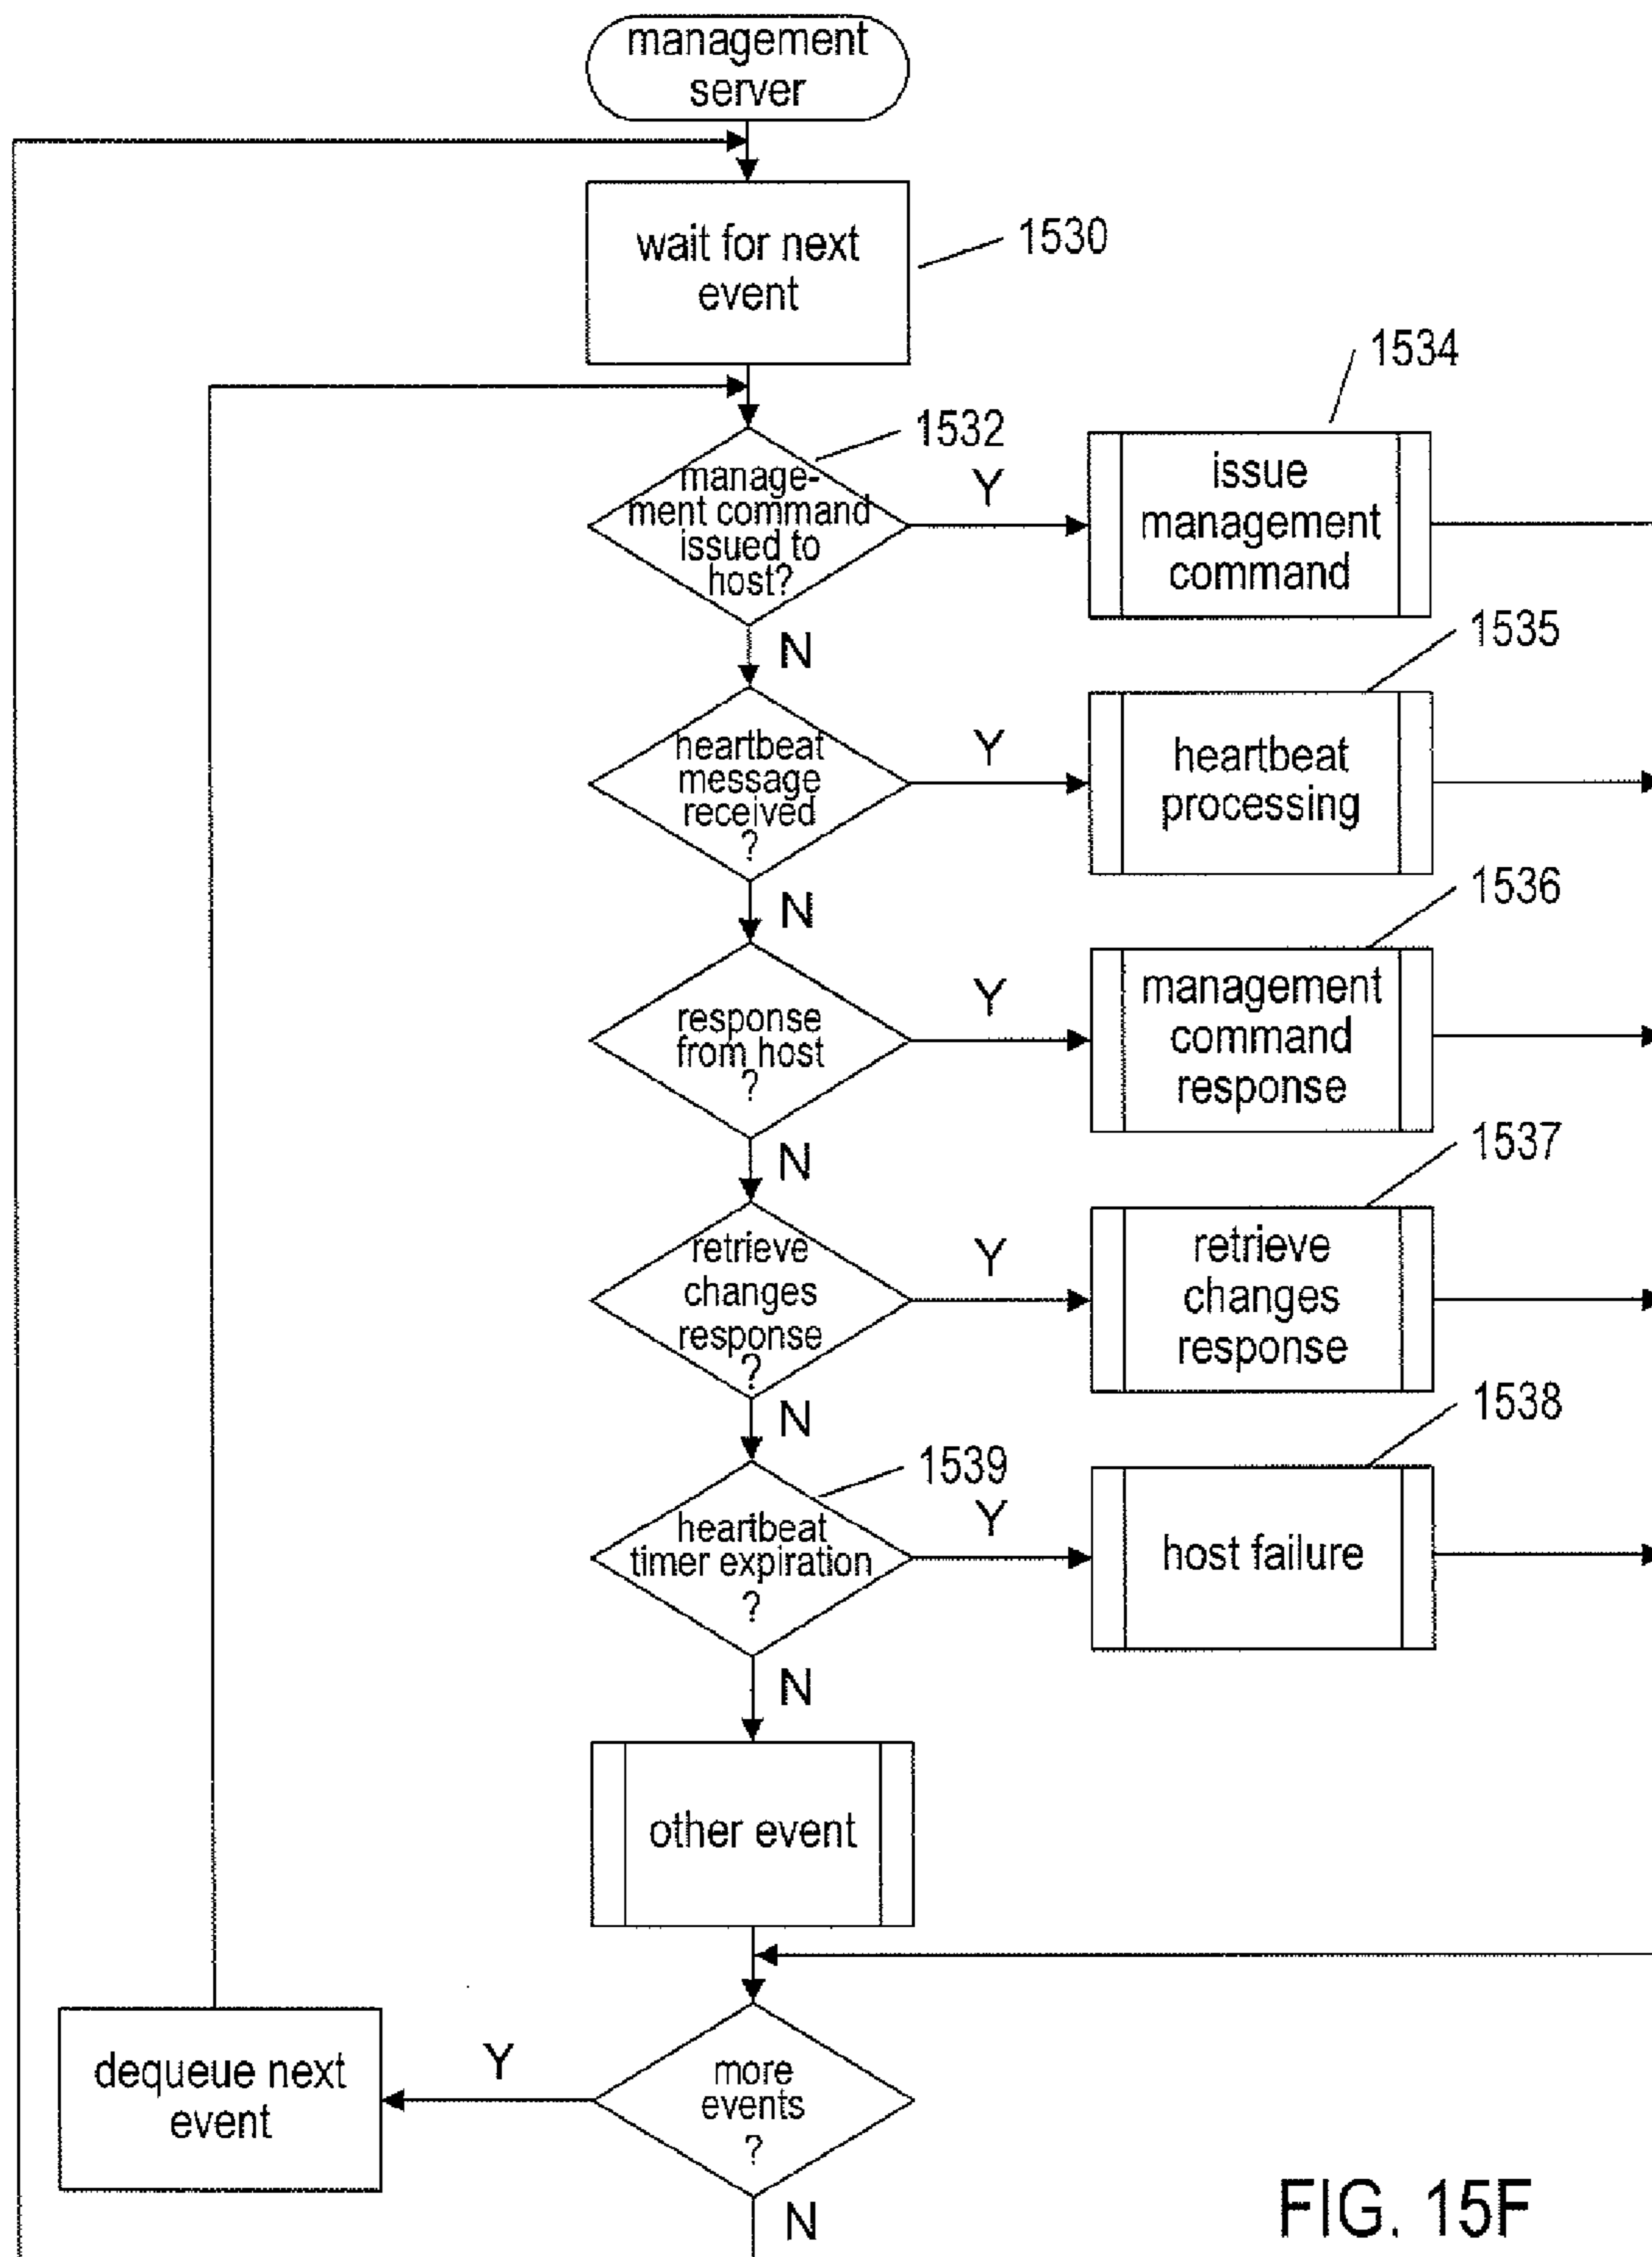 management
server
wait for next
event
1530
1532
manage-
ment command
issued to
host?
Y
1534
issue
management
command
N
heartbeat
message
received
?
Y
1535
heartbeat
processing
N
response
from host
?
Y
1536
management
command
response
N
retrieve
changes
response
?
Y
1537
retrieve
changes
response
N
1539
heartbeat
timer expiration
?
Y
1538
host failure
N
other event
more
events
?
Y
dequeue next
event
N
FIG. 15F